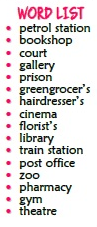 WORD LIST
• petrol station
• bookshop
• court
• gallery
• prison
• greengrocer's
• hairdresser's
• cinema
• florist's
• library
• train station
• post office
• zoo
• pharmacy
• gym
• theatre